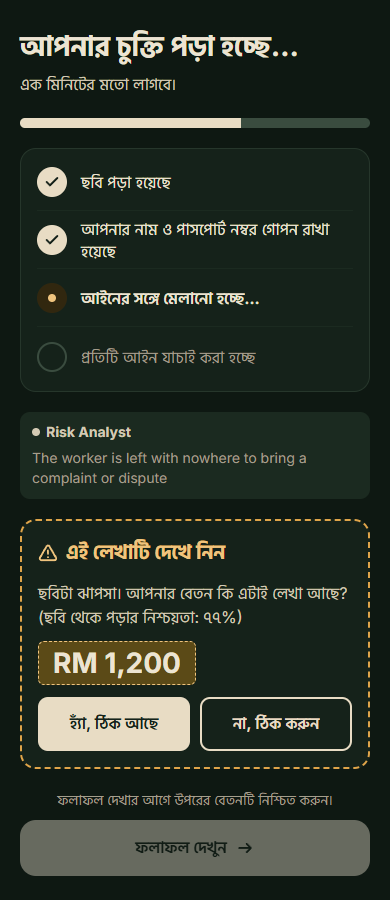 আপনার চুক্তি পড়া হচ্ছে...
এক মিনিটের মতো লাগবে।
ছবি পড়া হয়েছে
আপনার নাম ও পাসপোর্ট নম্বর গোপন রাখা
হয়েছে
আইনের সঙ্গে মেলানো হচ্ছে...
প্রতিটি আইন যাচাই করা হচ্ছে
Risk Analyst
The worker is left with nowhere to bring a
complaint or dispute
এই লেখাটি দেখে নিন
ছবিটা ঝাপসা। আপনার বেতন কি এটাই লেখা আছে?
(ছবি থেকে পড়ার নিশ্চয়তা: ৭৭%)
RM 1,200
হ্যাঁ, ঠিক আছে
না, ঠিক করুন
ফলাফল দেখার আগে উপরের বেতনটি নিশ্চিত করুন।
ফলাফল দেখুন →